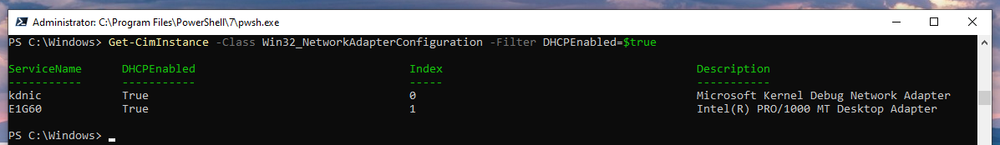 Administrator: C:\Program Files\PowerShell\7\pwsh.exe
PS C:\Windows> Get-CimInstance -Class Win32_NetworkAdapterConfiguration -Filter DHCPEnabled=$true
ServiceName DHCPEnabled Index Description
----------- ----------- ----- -----------
kdnic True 0 Microsoft Kernel Debug Network Adapter
E1G60 True 1 Intel(R) PRO/1000 MT Desktop Adapter
PS C:\Windows>